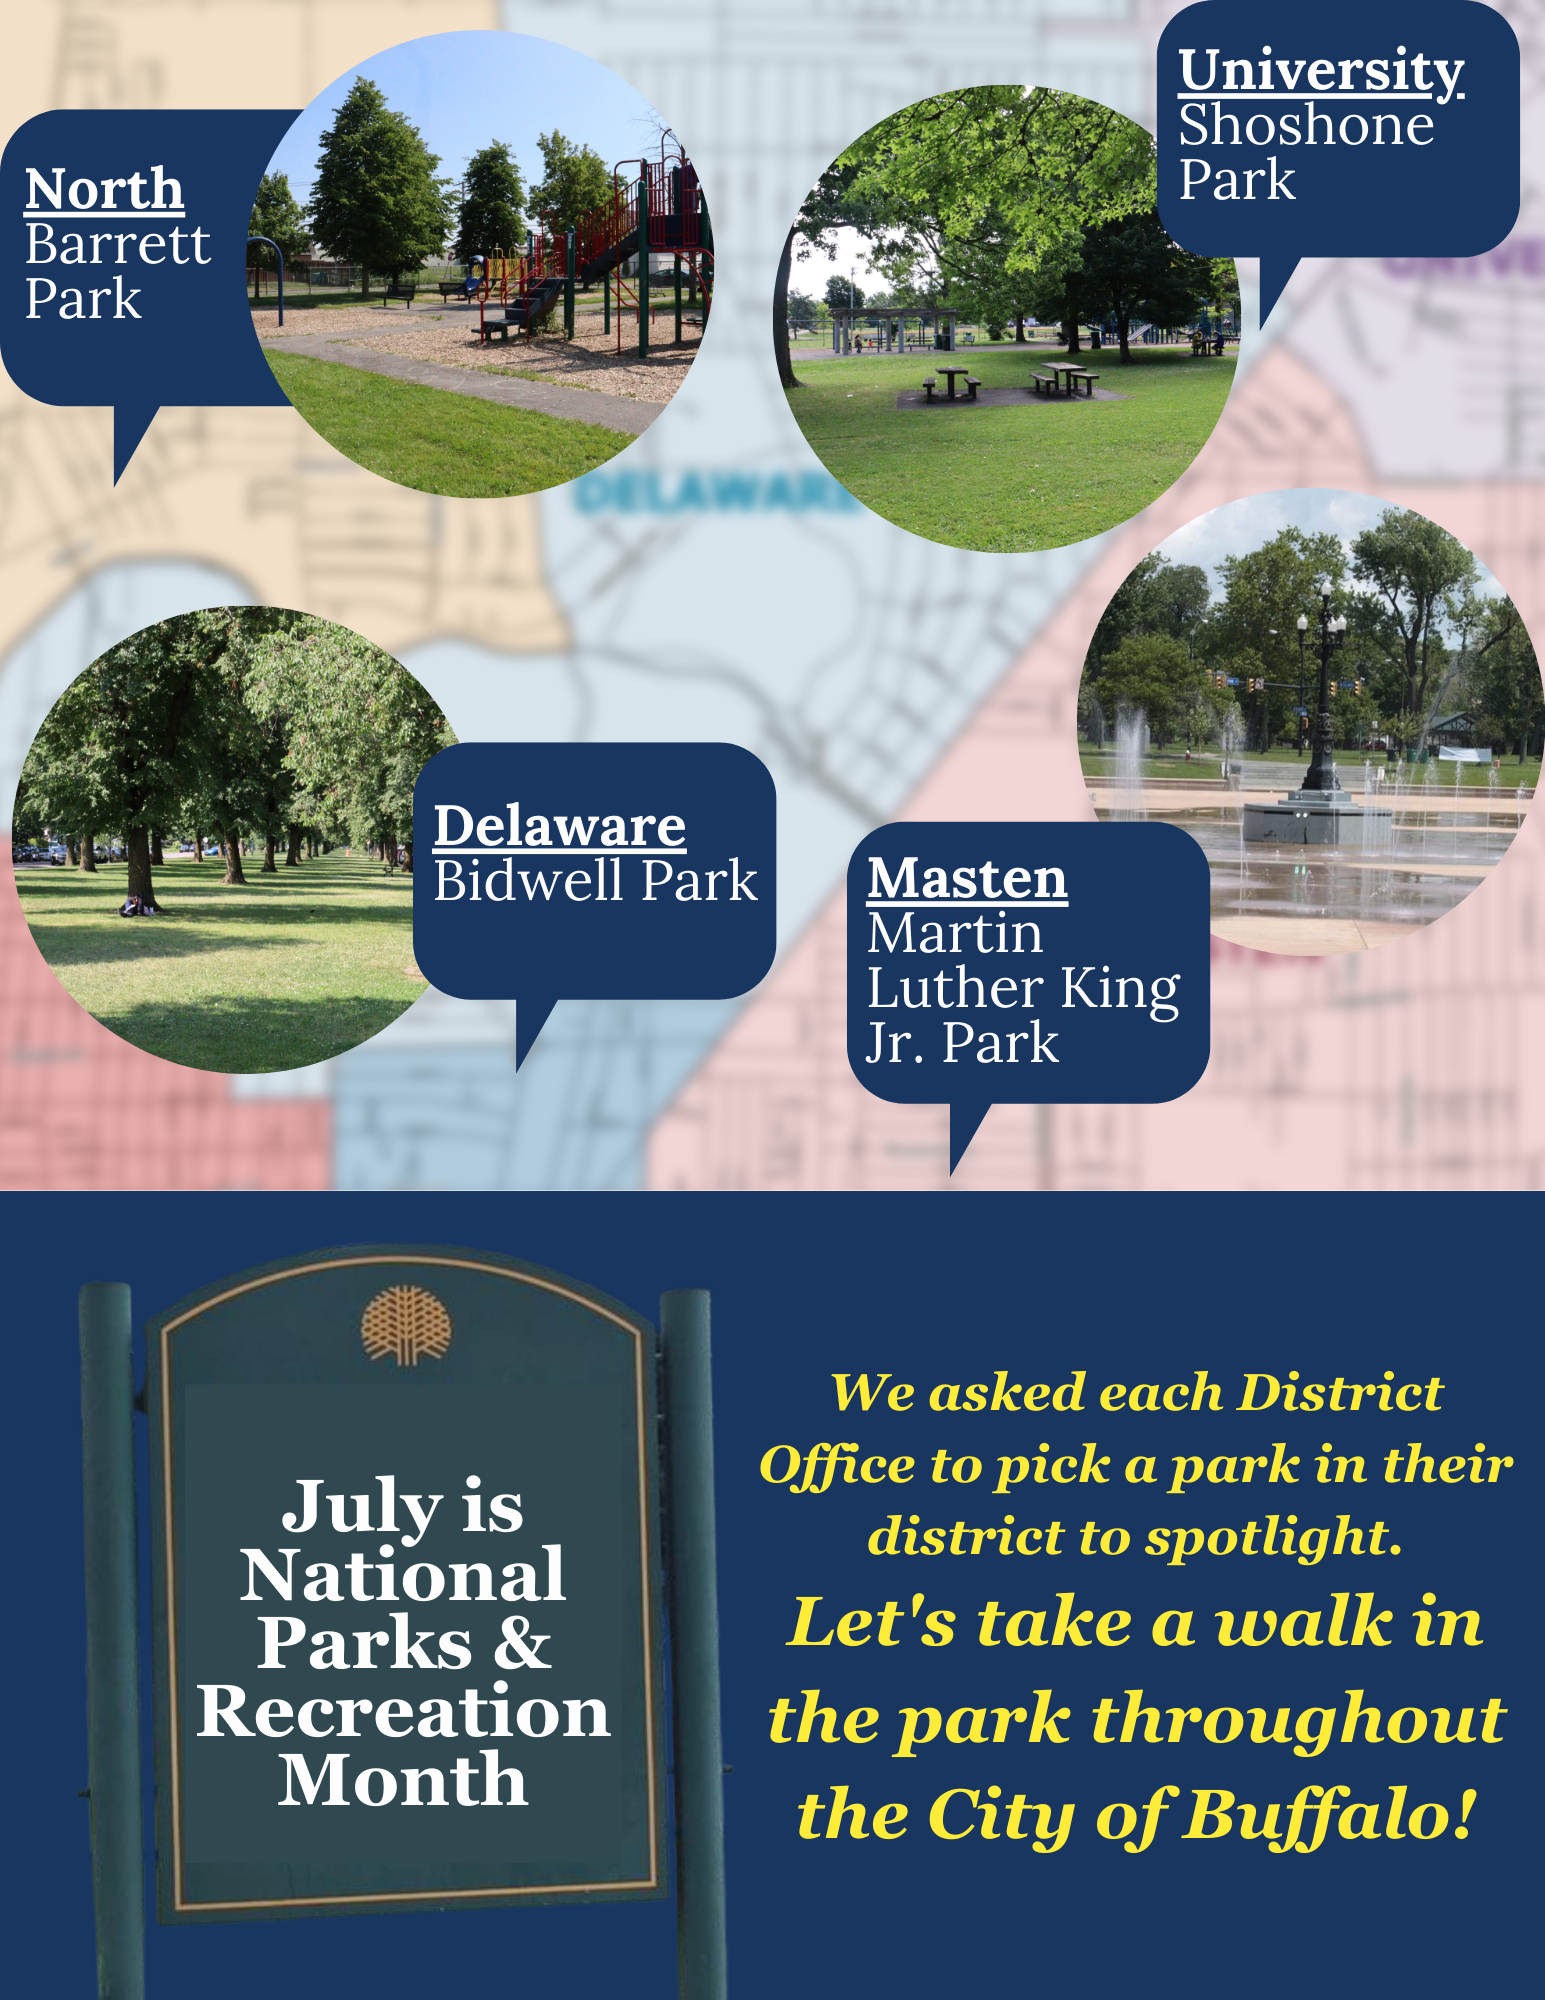 University
Shoshone
Park
North
Barrett
Park
DELAWARE
Delaware
Bidwell Park
Masten
Martin
Luther King
Jr. Park
July is
National
Parks &
Recreation
Month
We asked each District
Office to pick a park in their
district to spotlight.
Let's take a walk in
the park throughout
the City of Buffalo!